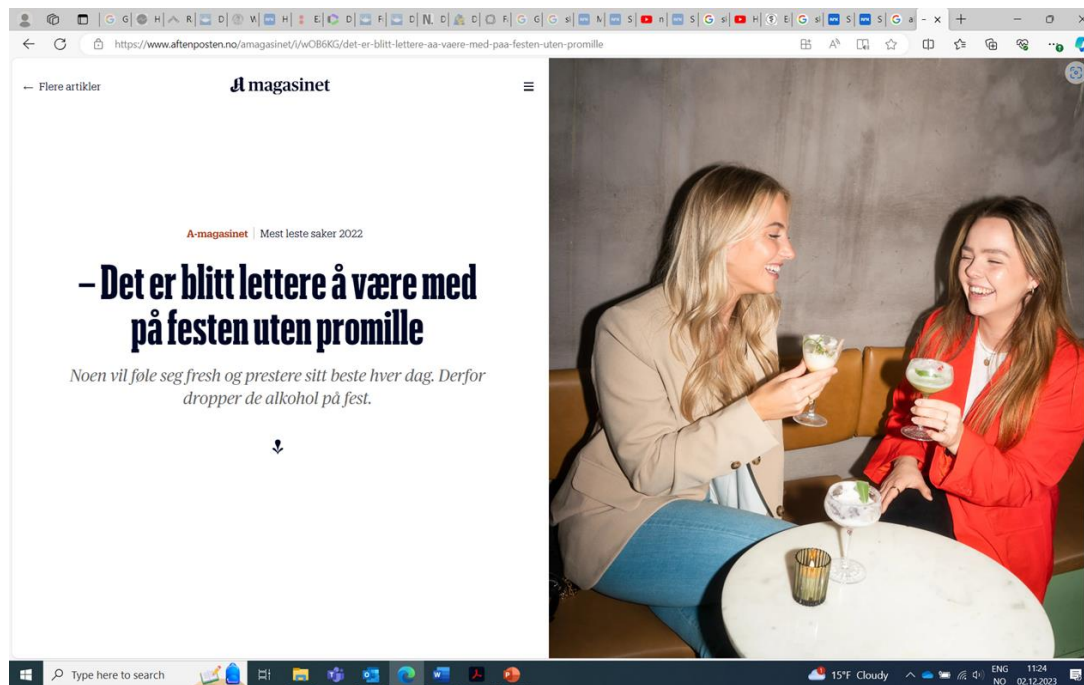 G G H R D W H E D F D N. D D F G G sl N S n S S sl H E G sl S S G a - x +
https://www.aftenposten.no/amagasinet/i/wOB6KG/det-er-blitt-lettere-aa-vaere-med-paa-festen-uten-promille
← Flere artikler
A magasinet
A-magasinet | Mest leste saker 2022
– Det er blitt lettere å være med
på festen uten promille
Noen vil føle seg fresh og prestere sitt beste hver dag. Derfor
dropper de alkohol på fest.
Type here to search
15°F Cloudy
ENG
NO
11:24
02.12.2023